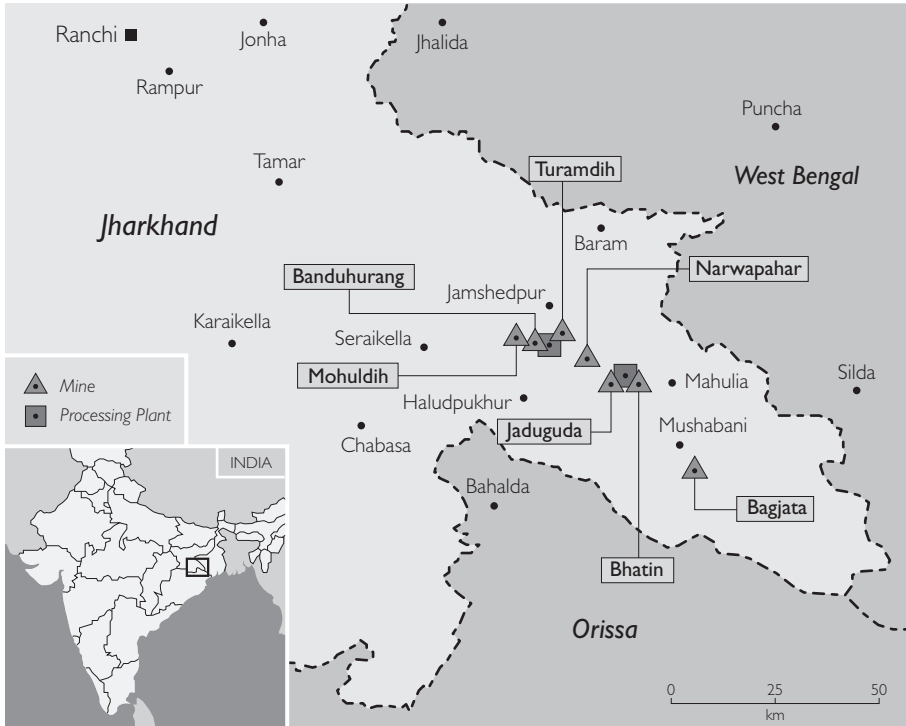 Ranchi
Jonha
Jhalida
Rampur
Puncha
Tamar
Turamdih
West Bengal
Jharkhand
Baram
Banduhurang
Narwapahar
Jamshedpur
Karaikella
Seraikella
Mohuldih
Mahulia
Silda
Mine
Processing Plant
Haludpukhur
Chabasa
Jaduguda
Mushabani
INDIA
Bahalda
Bagjata
Bhatin
Orissa
0 25 50
km